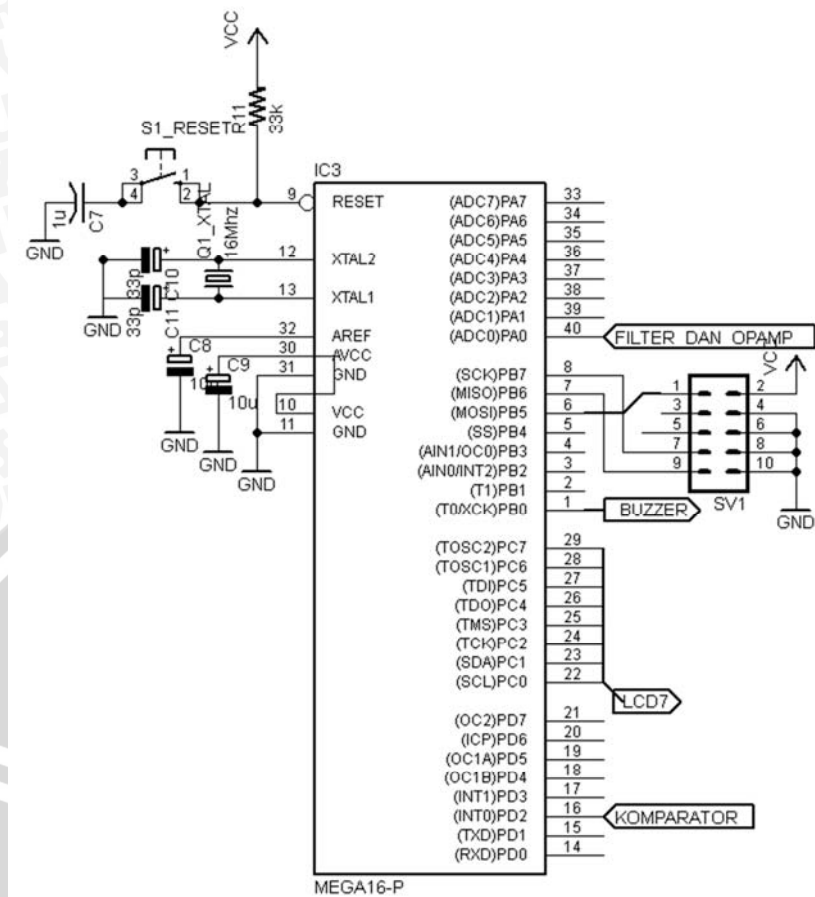 VCC
R11
33k
S1_RESET
3 1
4 2
1u
C7
GND
Q1_XTAL
16Mhz
33p C10
33p C11
GND
C8
C9
10u
GND
GND
GND
IC3
9 RESET
12 XTAL2
13 XTAL1
32 AREF
30 AVCC
31 GND
10 VCC
11 GND
(ADC7)PA7 33
(ADC6)PA6 34
(ADC5)PA5 35
(ADC4)PA4 36
(ADC3)PA3 37
(ADC2)PA2 38
(ADC1)PA1 39
(ADC0)PA0 40
FILTER DAN OPAMP
(SCK)PB7 8
(MISO)PB6 7
(MOSI)PB5 6
(SS)PB4 5
(AIN1/OC0)PB3 4
(AIN0/INT2)PB2 3
(T1)PB1 2
(T0/XCK)PB0 1
BUZZER
1 2
3 4
5 6
7 8
9 10
SV1
GND
(TOSC2)PC7 29
(TOSC1)PC6 28
(TDI)PC5 27
(TDO)PC4 26
(TMS)PC3 25
(TCK)PC2 24
(SDA)PC1 23
(SCL)PC0 22
LCD7
(OC2)PD7 21
(ICP)PD6 20
(OC1A)PD5 19
(OC1B)PD4 18
(INT1)PD3 17
(INT0)PD2 16
KOMPARATOR
(TXD)PD1 15
(RXD)PD0 14
MEGA16-P